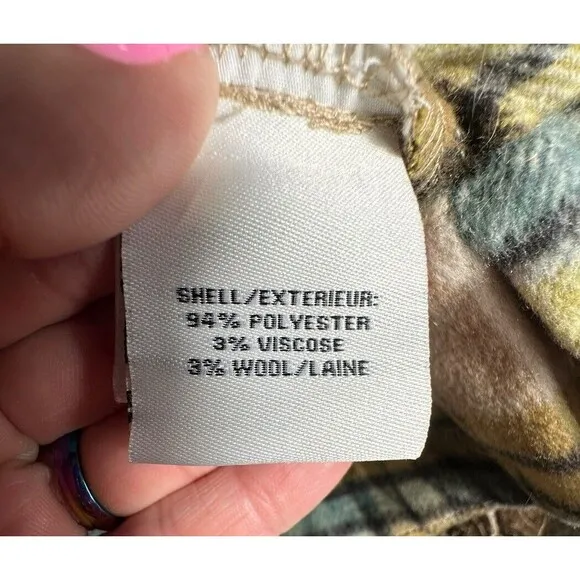 SHELL/EXTERIEUR:
94% POLYESTER
3% VISCOSE
3% WOOL/LAINE